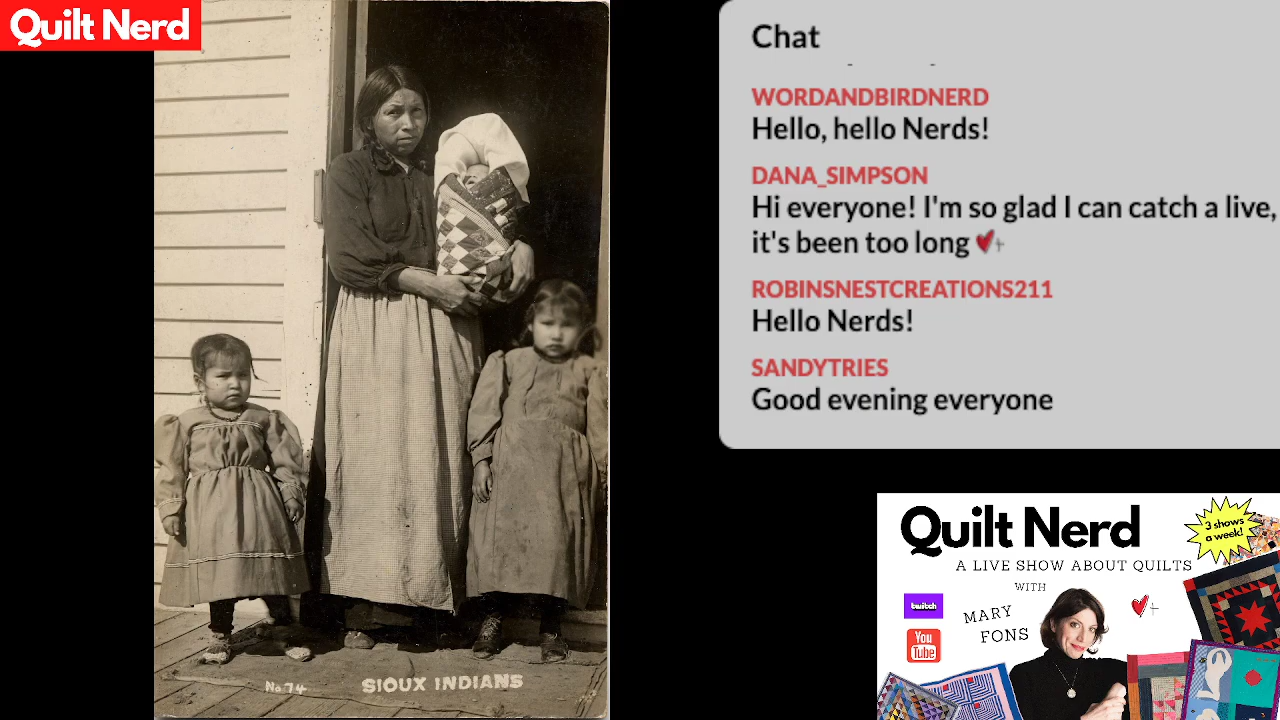 Quilt Nerd
No 74
SIOUX INDIANS
Chat
WORDANDBIRDNERD
Hello, hello Nerds!
DANA_SIMPSON
Hi everyone! I'm so glad I can catch a live,
it's been too long
ROBINSNESTCREATIONS211
Hello Nerds!
SANDYTRIES
Good evening everyone
Quilt Nerd
3 shows
a week!
A LIVE SHOW ABOUT QUILTS
WITH
MARY
FONS
twitch
You
Tube